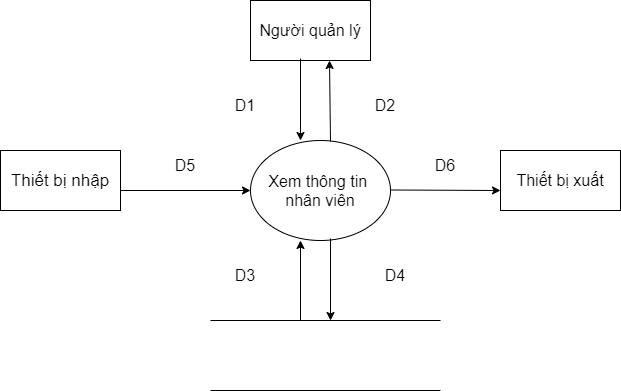 Người quản lý
D1
D2
Thiết bị nhập
D5
Xem thông tin
nhân viên
D6
Thiết bị xuất
D3
D4